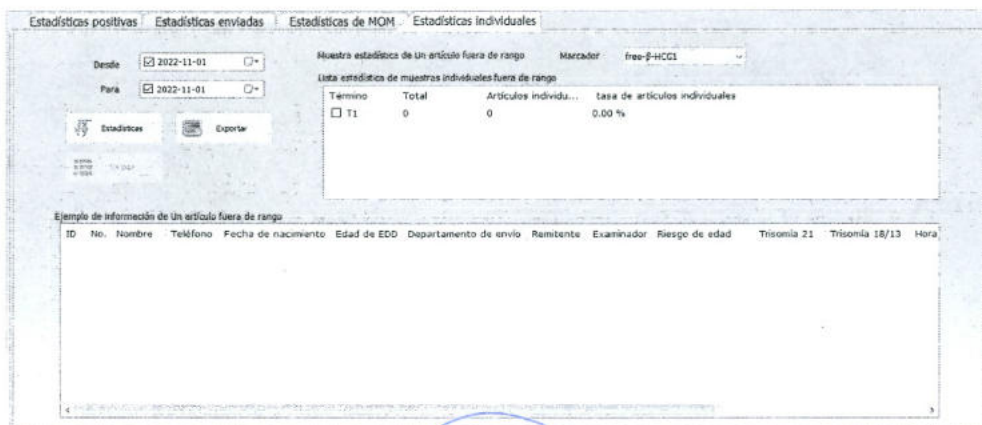 Estadísticas positivas Estadísticas enviadas Estadísticas de MOM Estadísticas individuales
Desde 2022-11-01
Muestra estadística de Un artículo fuera de rango Marcador free-β-HCG1
Para 2022-11-01
Lista estadística de muestras individuales fuera de rango
Término Total Artículos individu... tasa de artículos individuales
T1 0 0 0.00 %
Estadísticas Exportar
Ejemplo de información de Un artículo fuera de rango
ID No. Nombre Teléfono Fecha de nacimiento Edad de EDD Departamento de envío Remitente Examinador Riesgo de edad Trisomía 21 Trisomía 18/13 Hora